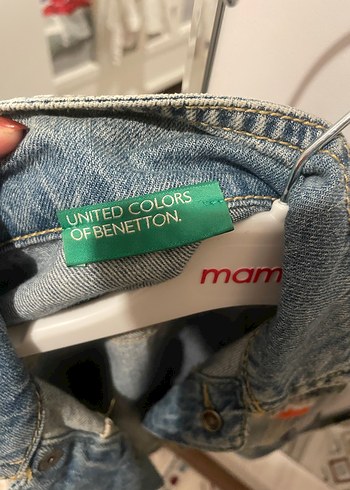 UNITED COLORS
OF BENETTON.
mam